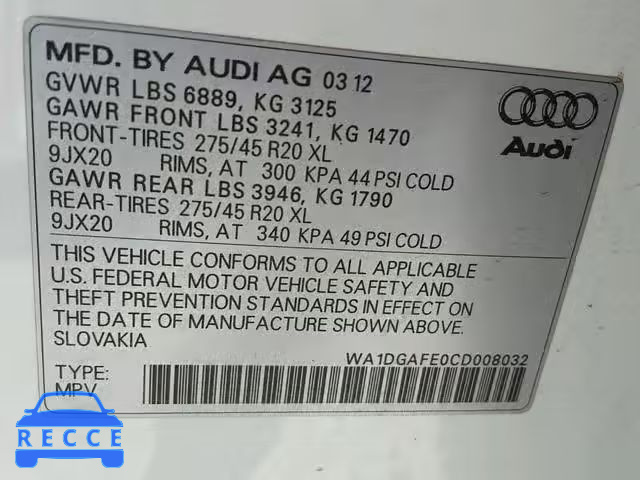 MFD. BY AUDI AG 03 12
GVWR LBS 6889, KG 3125
GAWR FRONT LBS 3241, KG 1470
FRONT-TIRES 275/45 R20 XL
9JX20 RIMS, AT 300 KPA 44 PSI COLD
GAWR REAR LBS 3946, KG 1790
REAR-TIRES 275/45 R20 XL
9JX20 RIMS, AT 340 KPA 49 PSI COLD
Audi
THIS VEHICLE CONFORMS TO ALL APPLICABLE
U.S. FEDERAL MOTOR VEHICLE SAFETY AND
THEFT PREVENTION STANDARDS IN EFFECT ON
THE DATE OF MANUFACTURE SHOWN ABOVE.
SLOVAKIA
WA1DGAFE0CD008032
TYPE:
MPV
RECCE